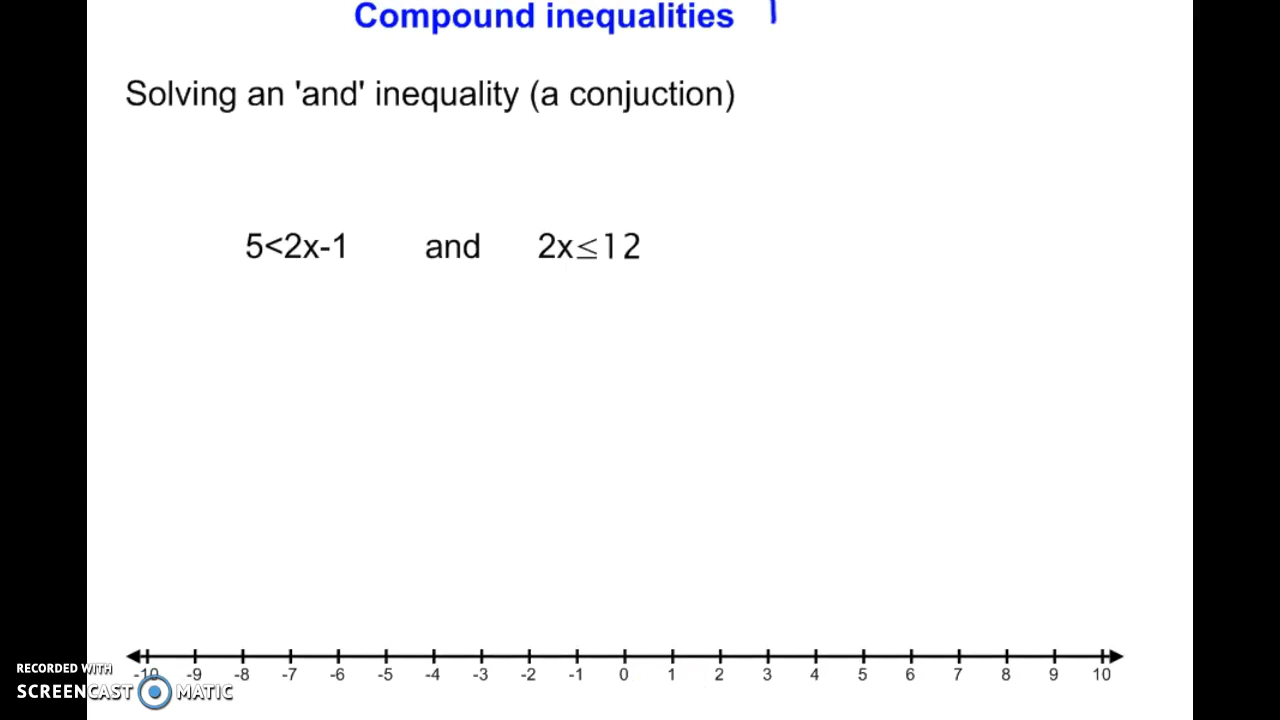 Compound inequalities
Solving an 'and' inequality (a conjuction)
5<2x-1 and 2x≤12
-10 -9 -8 -7 -6 -5 -4 -3 -2 -1 0 1 2 3 4 5 6 7 8 9 10
RECORDED WITH
SCREENCAST MATIC